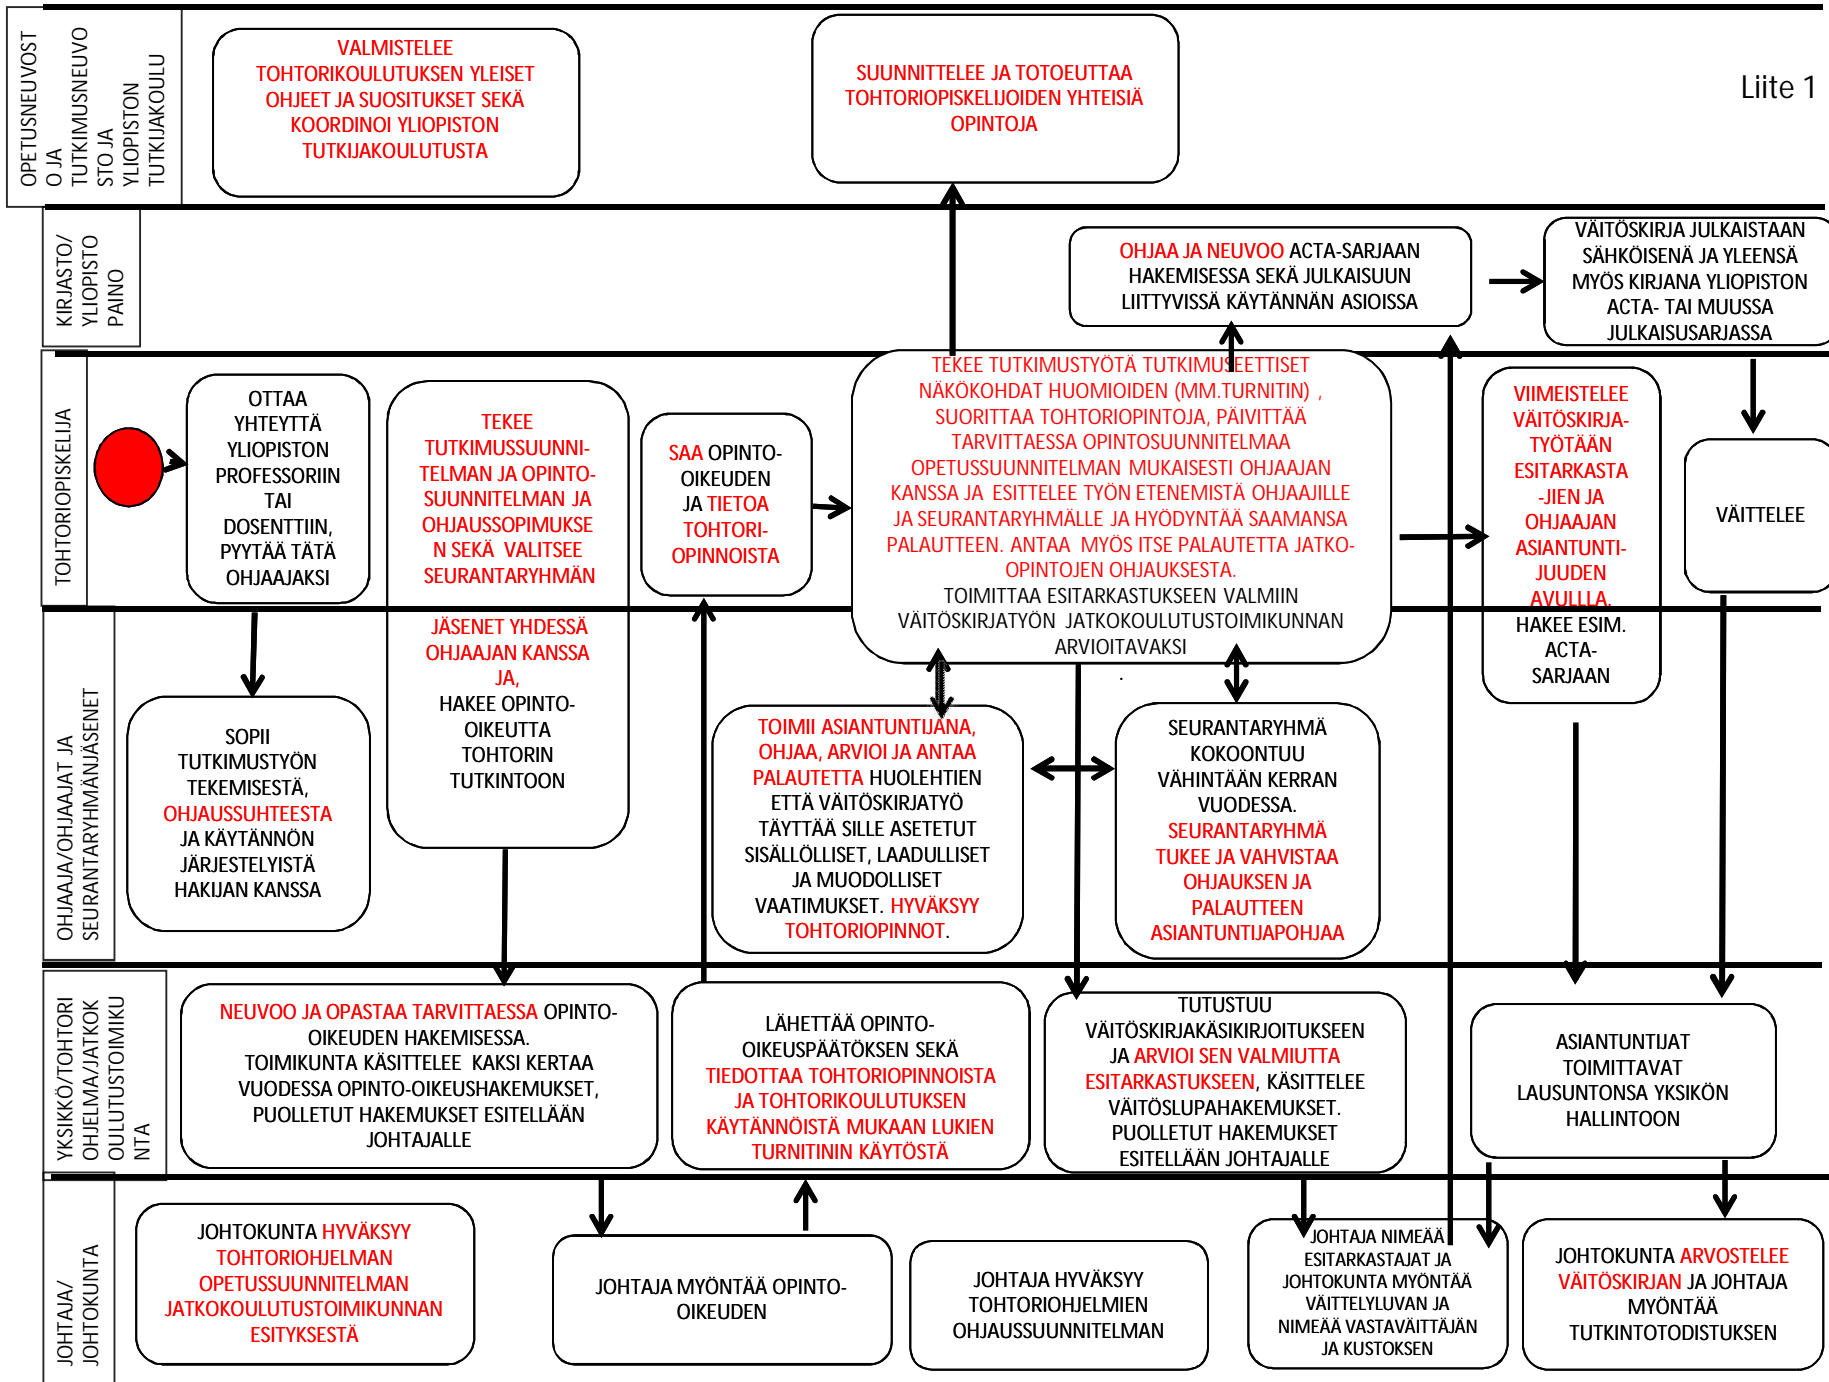 OPETUSNEUVOST
O JA
TUTKIMUSNEUVO
STO JA
YLIOPISTON
TUTKIJAKOULU
VALMISTELEE
TOHTORIKOULUTUKSEN YLEISET
OHJEET JA SUOSITUKSET SEKÄ
KOORDINOI YLIOPISTON
TUTKIJAKOULUTUSTA
SUUNNITTELEE JA TOTOEUTTAA
TOHTORIOPISKELIJOIDEN YHTEISIÄ
OPINTOJA
Liite 1
KIRJASTO/
YLIOPISTO
PAINO
OHJAA JA NEUVOO ACTA-SARJAAN
HAKEMISESSA SEKÄ JULKAISUUN
LIITTYVISSÄ KÄYTÄNNÄN ASIOISSA
VÄITÖSKIRJA JULKAISTAAN
SÄHKÖISENÄ JA YLEENSÄ
MYÖS KIRJANA YLIOPISTON
ACTA- TAI MUUSSA
JULKAISUSARJASSA
TOHTORIOPISKELIJA
OTTAA
YHTEYTTÄ
YLIOPISTON
PROFESSORIIN
TAI
DOSENTTIIN,
PYYTÄÄ TÄTÄ
OHJAAJAKSI
TEKEE
TUTKIMUSSUUNNI-
TELMAN JA OPINTO-
SUUNNITELMAN JA
OHJAUSSOPIMUKSE
N SEKÄ VALITSEE
SEURANTARYHMÄN
JÄSENET YHDESSÄ
OHJAAJAN KANSSA
JA,
HAKEE OPINTO-
OIKEUTTA
TOHTORIN
TUTKINTOON
SAA OPINTO-
OIKEUDEN
JA TIETOA
TOHTORI-
OPINNOISTA
TEKEE TUTKIMUSTYÖTÄ TUTKIMUSEETTISET
NÄKÖKOHDAT HUOMIOIDEN (MM.TURNITIN) ,
SUORITTAA TOHTORIOPINTOJA, PÄIVITTÄÄ
TARVITTAESSA OPINTOSUUNNITELMAA
OPETUSSUUNNITELMAN MUKAISESTI OHJAAJAN
KANSSA JA ESITTELEE TYÖN ETENEMISTÄ OHJAAJILLE
JA SEURANTARYHMÄLLE JA HYÖDYNTÄÄ SAAMANSA
PALAUTTEEN. ANTAA MYÖS ITSE PALAUTETTA JATKO-
OPINTOJEN OHJAUKSESTA.
TOIMITTAA ESITARKASTUKSEEN VALMIIN
VÄITÖSKIRJATYÖN JATKOKOULUTUSTOIMIKUNNAN
ARVIOITAVAKSI
.
VIIMEISTELEE
VÄITÖSKIRJA-
TYÖTÄÄN
ESITARKASTA
-JIEN JA
OHJAAJAN
ASIANTUNTI-
JUUDEN
AVULLLA.
HAKEE ESIM.
ACTA-
SARJAAN
VÄITTELEE
OHJAAJA/OHJAAJAT JA
SEURANTARYHMÄNJÄSENET
SOPII
TUTKIMUSTYÖN
TEKEMISESTÄ,
OHJAUSSUHTEESTA
JA KÄYTÄNNÖN
JÄRJESTELYISTÄ
HAKIJAN KANSSA
TOIMII ASIANTUNTIJANA,
OHJAA, ARVIOI JA ANTAA
PALAUTETTA HUOLEHTIEN
ETTÄ VÄITÖSKIRJATYÖ
TÄYTTÄÄ SILLE ASETETUT
SISÄLLÖLLISET, LAADULLISET
JA MUODOLLISET
VAATIMUKSET. HYVÄKSYY
TOHTORIOPINNOT.
SEURANTARYHMÄ
KOKOONTUU
VÄHINTÄÄN KERRAN
VUODESSA.
SEURANTARYHMÄ
TUKEE JA VAHVISTAA
OHJAUKSEN JA
PALAUTTEEN
ASIANTUNTIJAPOHJAA
YKSIKKÖ/TOHTORI
OHJELMA/JATKOK
OULUTUSTOIMIKU
NTA
NEUVOO JA OPASTAA TARVITTAESSA OPINTO-
OIKEUDEN HAKEMISESSA.
TOIMIKUNTA KÄSITTELEE KAKSI KERTAA
VUODESSA OPINTO-OIKEUSHAKEMUKSET,
PUOLLETUT HAKEMUKSET ESITELLÄÄN
JOHTAJALLE
LÄHETTÄÄ OPINTO-
OIKEUSPÄÄTÖKSEN SEKÄ
TIEDOTTAA TOHTORIOPINNOISTA
JA TOHTORIKOULUTUKSEN
KÄYTÄNNÖISTÄ MUKAAN LUKIEN
TURNITININ KÄYTÖSTÄ
TUTUSTUU
VÄITÖSKIRJAKÄSIKIRJOITUKSEEN
JA ARVIOI SEN VALMIUTTA
ESITARKASTUKSEEN, KÄSITTELEE
VÄITÖSLUPAHAKEMUKSET.
PUOLLETUT HAKEMUKSET
ESITELLÄÄN JOHTAJALLE
ASIANTUNTIJAT
TOIMITTAVAT
LAUSUNTONSA YKSIKÖN
HALLINTOON
JOHTAJA/
JOHTOKUNTA
JOHTOKUNTA HYVÄKSYY
TOHTORIOHJELMAN
OPETUSSUUNNITELMAN
JATKOKOULUTUSTOIMIKUNNAN
ESITYKSESTÄ
JOHTAJA MYÖNTÄÄ OPINTO-
OIKEUDEN
JOHTAJA HYVÄKSYY
TOHTORIOHJELMIEN
OHJAUSSUUNNITELMAN
JOHTAJA NIMEÄÄ
ESITARKASTAJAT JA
JOHTOKUNTA MYÖNTÄÄ
VÄITTELYLUVAN JA
NIMEÄÄ VASTAVÄITTÄJÄN
JA KUSTOKSEN
JOHTOKUNTA ARVOSTELEE
VÄITÖSKIRJAN JA JOHTAJA
MYÖNTÄÄ
TUTKINTOTODISTUKSEN